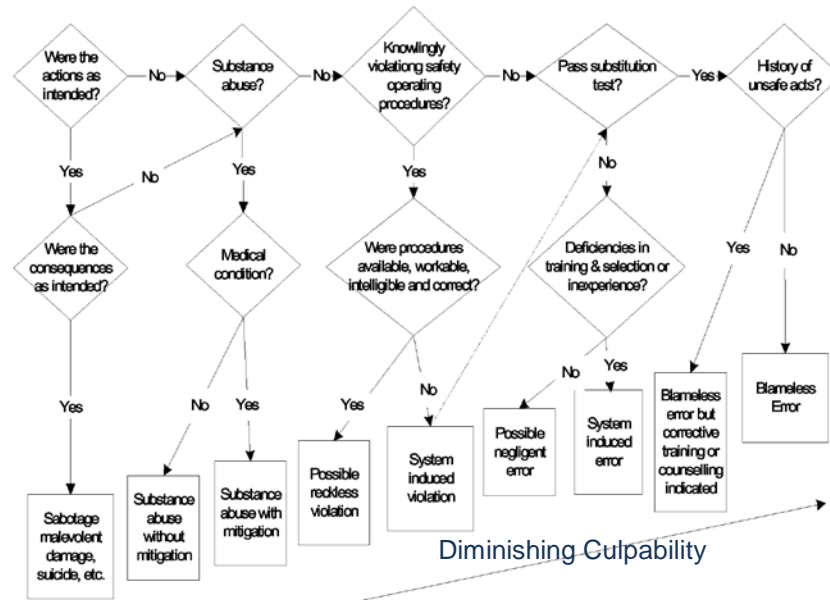 Were the
actions as
intended?
No
Substance
abuse?
No
Knowlingly
violationg safety
operating
procedures?
No
Pass substitution
test?
Yes
History of
unsafe acts?
Yes
No
Yes
Yes
No
Were the
consequences
as intended?
Medical
condition?
Were procedures
available, workable,
intelligible and correct?
Deficiencies in
training & selection or
inexperience?
Yes
No
Yes
No
Yes
Yes
No
No
Yes
Sabotage
malevolent
damage,
suicide, etc.
Substance
abuse
without
mitigation
Substance
abuse with
mitigation
Possible
reckless
violation
System
induced
violation
Possible
negligent
error
System
induced
error
Blameless
error but
corrective
training or
counselling
indicated
Blameless
Error
Diminishing Culpability